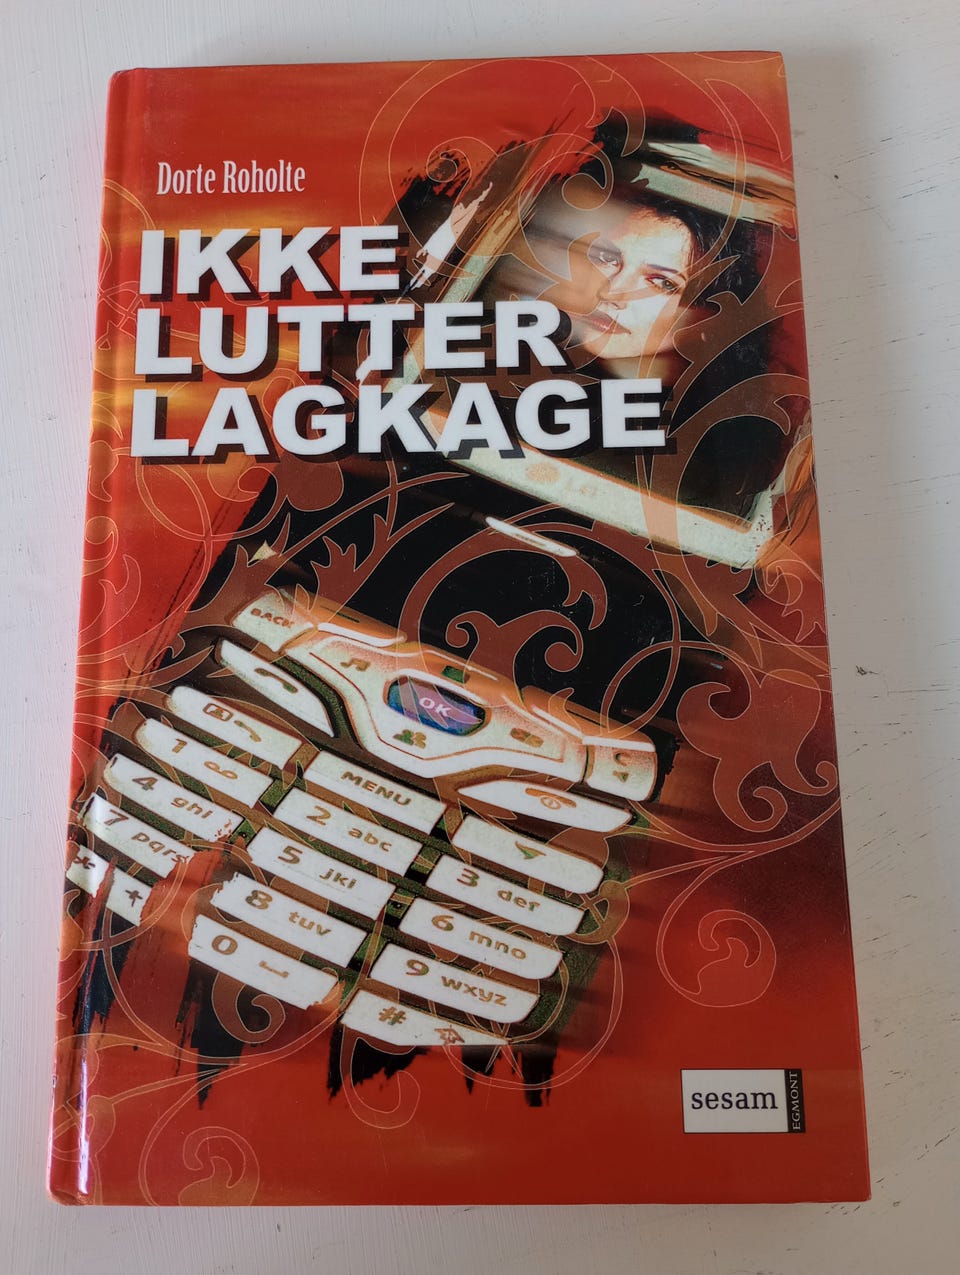 Dorte Roholte
IKKE
LUTTER
LAGKAGE
BACK
OK
MENU
1
2 abc
3 def
4 ghi
5 jkl
6 mno
7 pqrs
8 tuv
9 wxyz
*
0
#
sesam
EGMONT